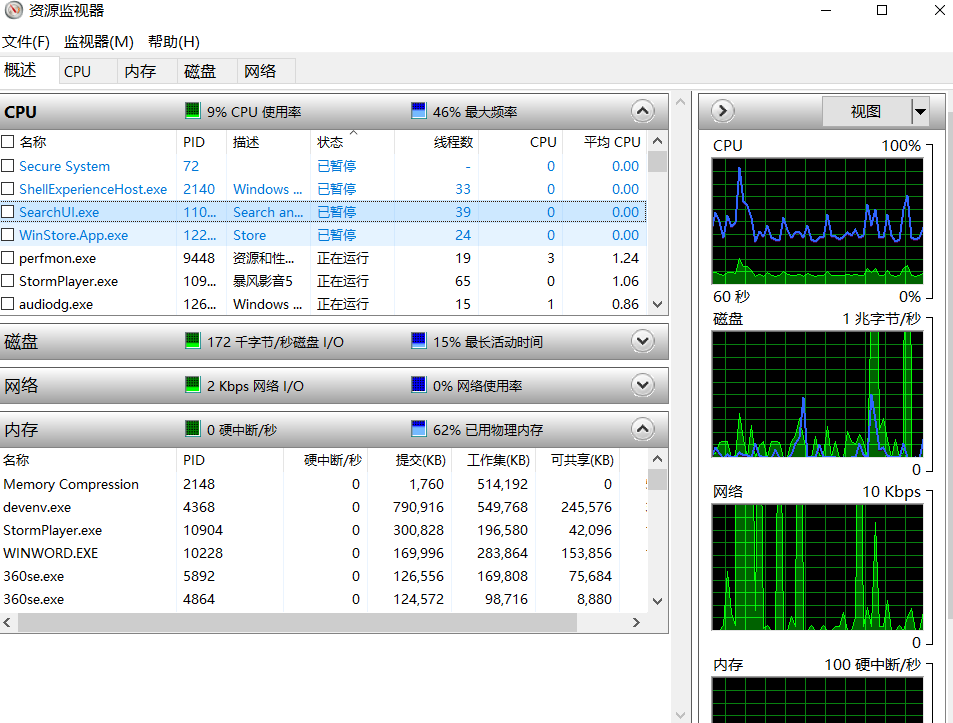 资源监视器
文件(F) 监视器(M) 帮助(H)
概述 CPU 内存 磁盘 网络
CPU 9% CPU 使用率 46% 最大频率
名称 PID 描述 状态 线程数 CPU 平均 CPU
Secure System 72 已暂停 - 0 0.00
ShellExperienceHost.exe 2140 Windows ... 已暂停 33 0 0.00
SearchUI.exe 110... Search an... 已暂停 39 0 0.00
WinStore.App.exe 122... Store 已暂停 24 0 0.00
perfmon.exe 9448 资源和性... 正在运行 19 3 1.24
StormPlayer.exe 109... 暴风影音5 正在运行 65 0 1.06
audiodg.exe 126... Windows ... 正在运行 15 1 0.86
磁盘 172 千字节/秒磁盘 I/O 15% 最长活动时间
网络 2 Kbps 网络 I/O 0% 网络使用率
内存 0 硬中断/秒 62% 已用物理内存
名称 PID 硬中断/秒 提交(KB) 工作集(KB) 可共享(KB)
Memory Compression 2148 0 1,760 514,192 0
devenv.exe 4368 0 790,916 549,768 245,576
StormPlayer.exe 10904 0 300,828 196,580 42,096
WINWORD.EXE 10228 0 169,996 283,864 153,856
360se.exe 5892 0 126,556 169,808 75,684
360se.exe 4864 0 124,572 98,716 8,880
视图
CPU 100%
60 秒 0%
磁盘 1 兆字节/秒
0
网络 10 Kbps
0
内存 100 硬中断/秒